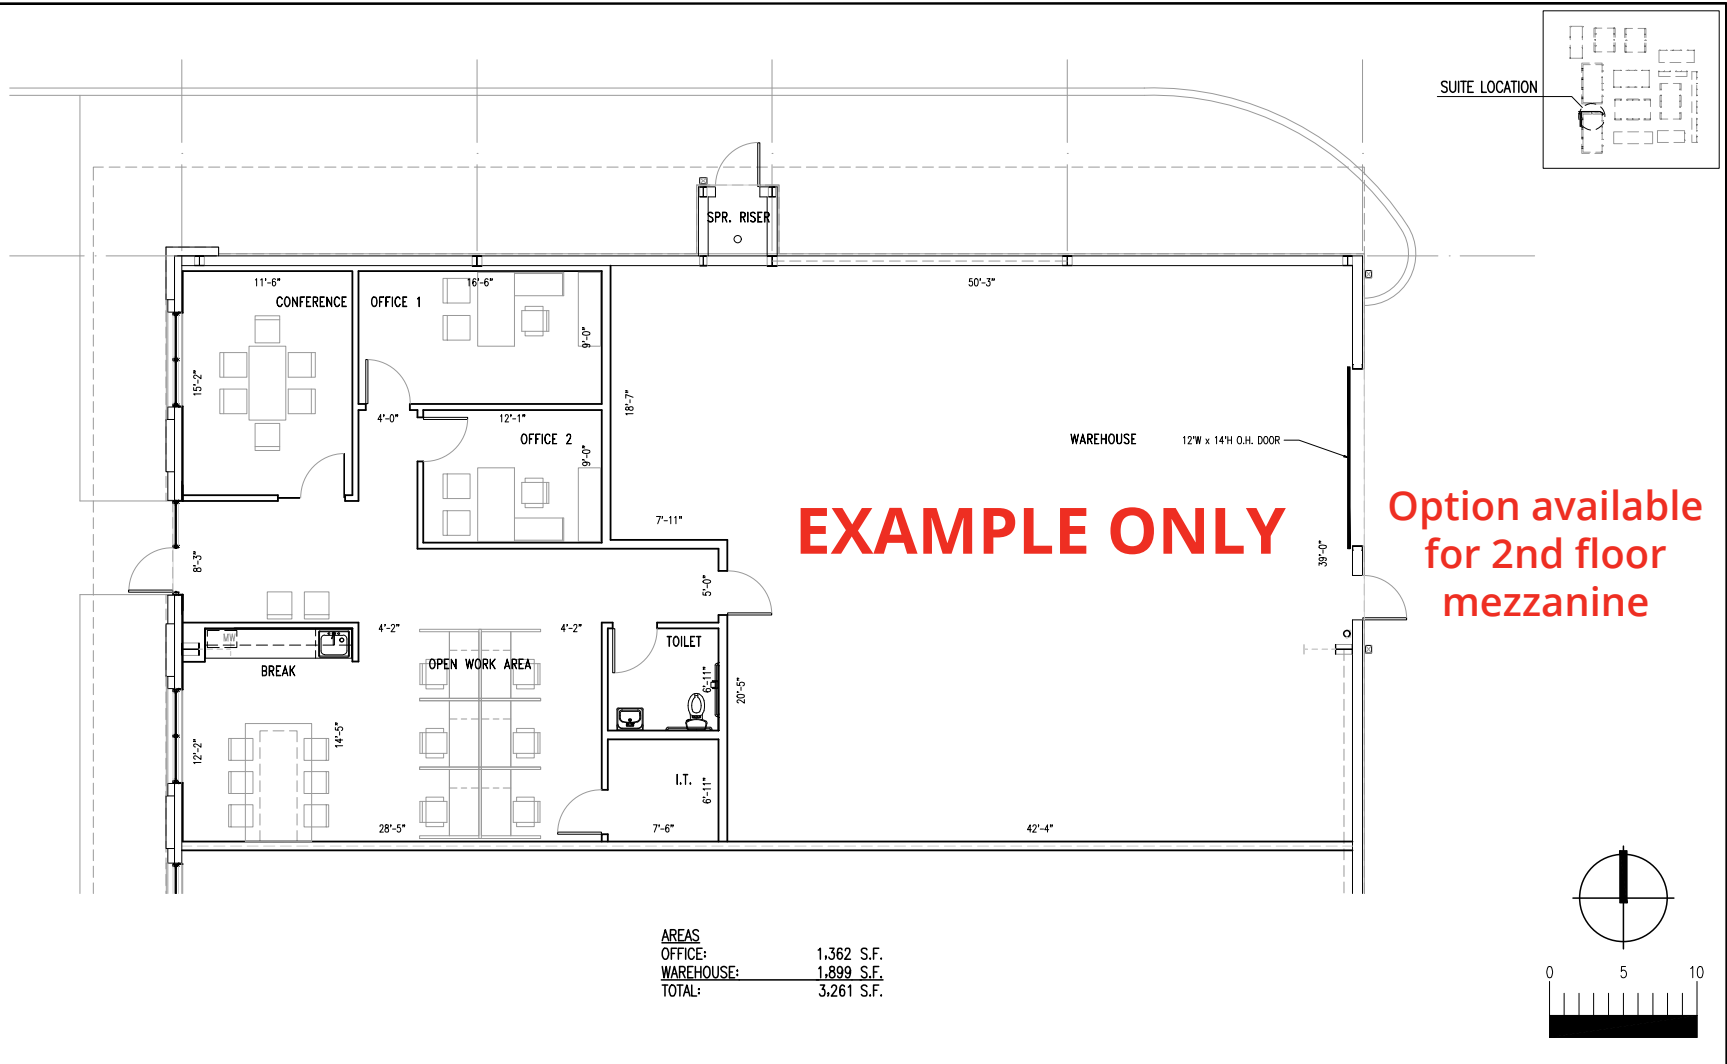 SUITE LOCATION
SPR. RISER
11'-6"
CONFERENCE
OFFICE 1
16'-6"
50'-3"
9'-0"
15'-2"
4'-0"
12'-1"
18'-7"
OFFICE 2
9'-0"
WAREHOUSE
12'W x 14'H O.H. DOOR
7'-11"
EXAMPLE ONLY
Option available
for 2nd floor
mezzanine
39'-0"
8'-3"
5'-0"
4'-2"
4'-2"
MW
TOILET
BREAK
OPEN WORK AREA
6'-11"
20'-5"
12'-2"
14'-5"
I.T.
6'-11"
28'-5"
7'-6"
42'-4"
AREAS
OFFICE: 1,362 S.F.
WAREHOUSE: 1,899 S.F.
TOTAL: 3,261 S.F.
0 5 10